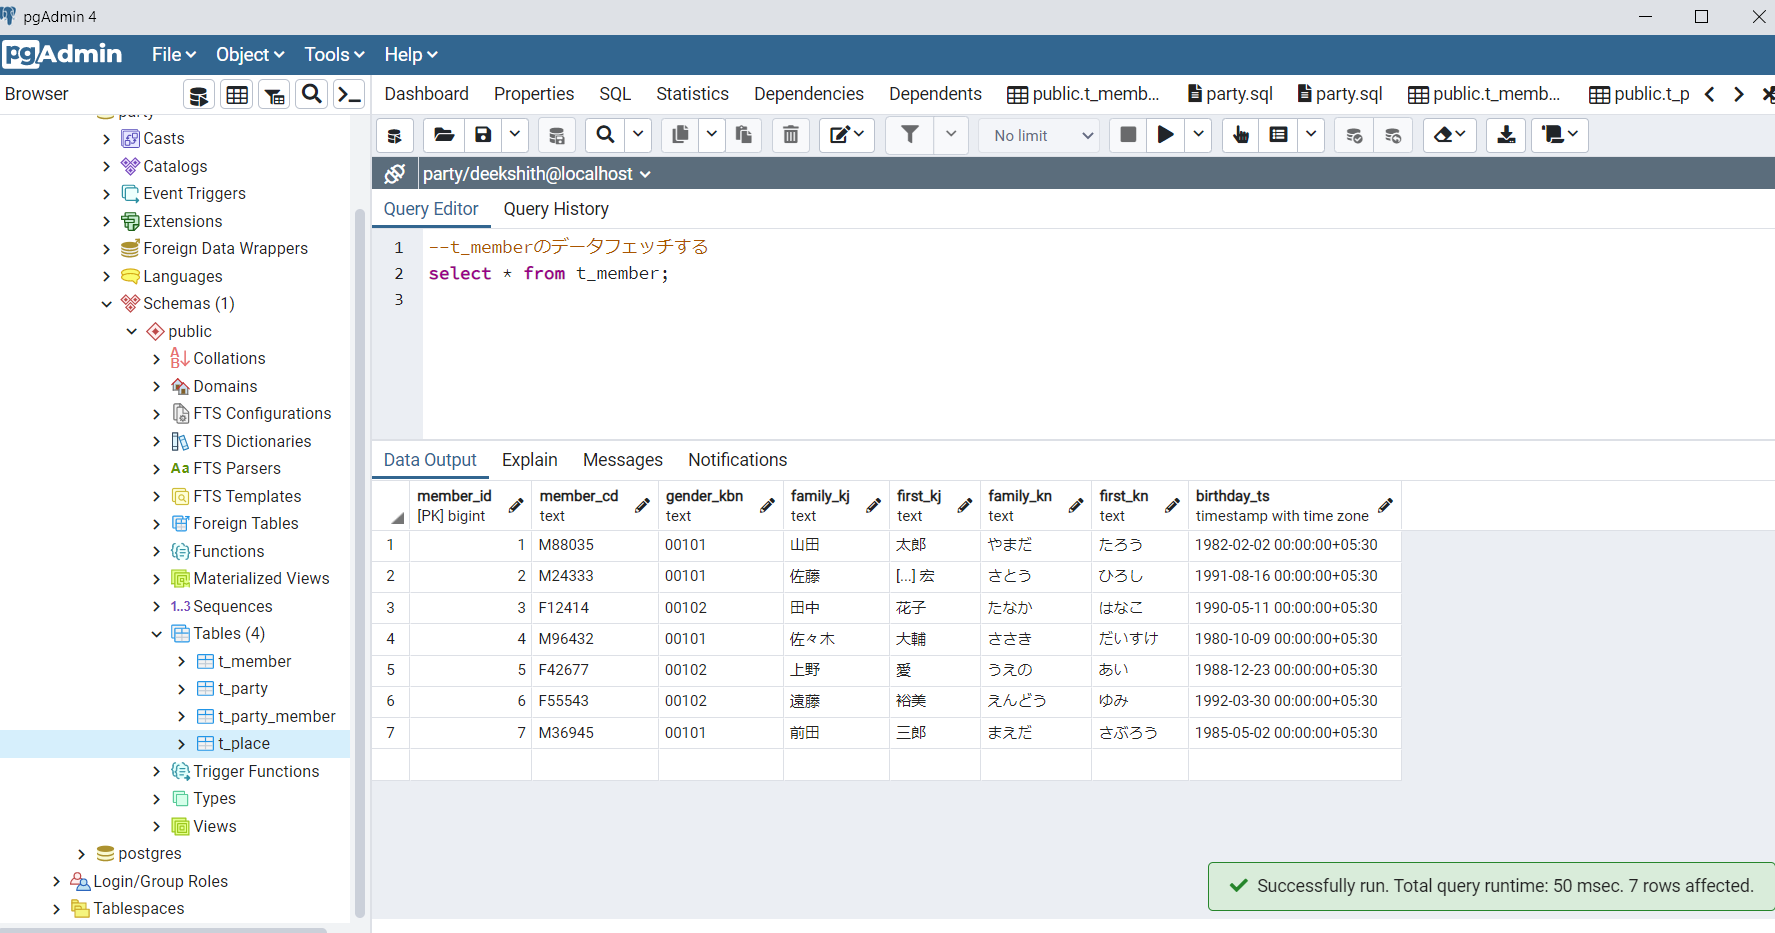 pgAdmin 4
pgAdmin File Object Tools Help
Browser
Dashboard Properties SQL Statistics Dependencies Dependents public.t_memb... party.sql party.sql public.t_memb... public.t_p
party
Casts
Catalogs
Event Triggers
Extensions
Foreign Data Wrappers
Languages
Schemas (1)
public
Collations
Domains
FTS Configurations
FTS Dictionaries
Aa FTS Parsers
FTS Templates
Foreign Tables
Functions
Materialized Views
1..3 Sequences
Tables (4)
t_member
t_party
t_party_member
t_place
Trigger Functions
Types
Views
postgres
Login/Group Roles
Tablespaces
No limit
party/deekshith@localhost
Query Editor Query History
1 --t_memberのデータフェッチする
2 select * from t_member;
3
Data Output Explain Messages Notifications
member_id member_cd gender_kbn family_kj first_kj family_kn first_kn birthday_ts
[PK] bigint text text text text text text timestamp with time zone
1 1 M88035 00101 山田 太郎 やまだ たろう 1982-02-02 00:00:00+05:30
2 2 M24333 00101 佐藤 [...] 宏 さとう ひろし 1991-08-16 00:00:00+05:30
3 3 F12414 00102 田中 花子 たなか はなこ 1990-05-11 00:00:00+05:30
4 4 M96432 00101 佐々木 大輔 ささき だいすけ 1980-10-09 00:00:00+05:30
5 5 F42677 00102 上野 愛 うえの あい 1988-12-23 00:00:00+05:30
6 6 F55543 00102 遠藤 裕美 えんどう ゆみ 1992-03-30 00:00:00+05:30
7 7 M36945 00101 前田 三郎 まえだ さぶろう 1985-05-02 00:00:00+05:30
Successfully run. Total query runtime: 50 msec. 7 rows affected.